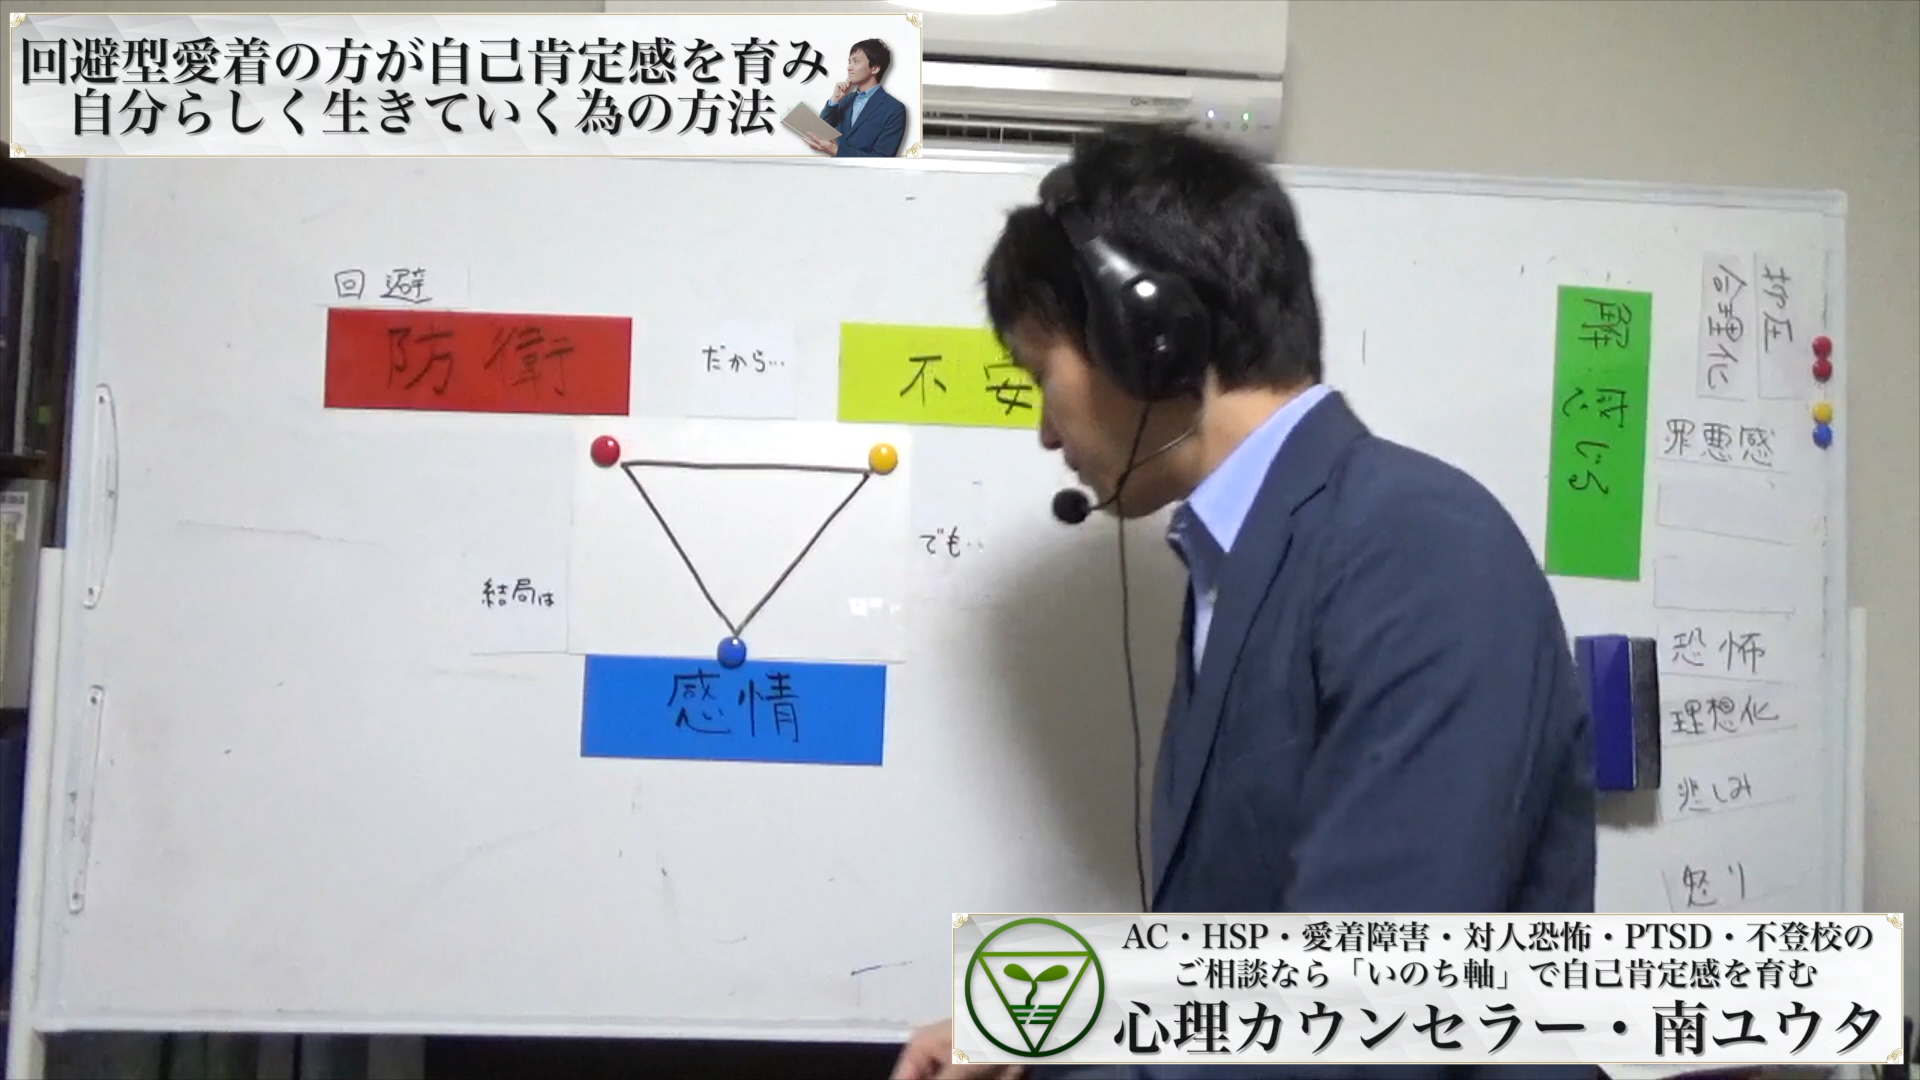 回避型愛着の方が自己肯定感を育み
自分らしく生きていく為の方法
回避
防衛
だから…
不安
でも…
結局は
感情
解
感じる
抑圧
合理化
罪悪感
恐怖
理想化
悲しみ
怒り
AC・HSP・愛着障害・対人恐怖・PTSD・不登校の
ご相談なら「いのち軸」で自己肯定感を育む
心理カウンセラー・南ユウタ